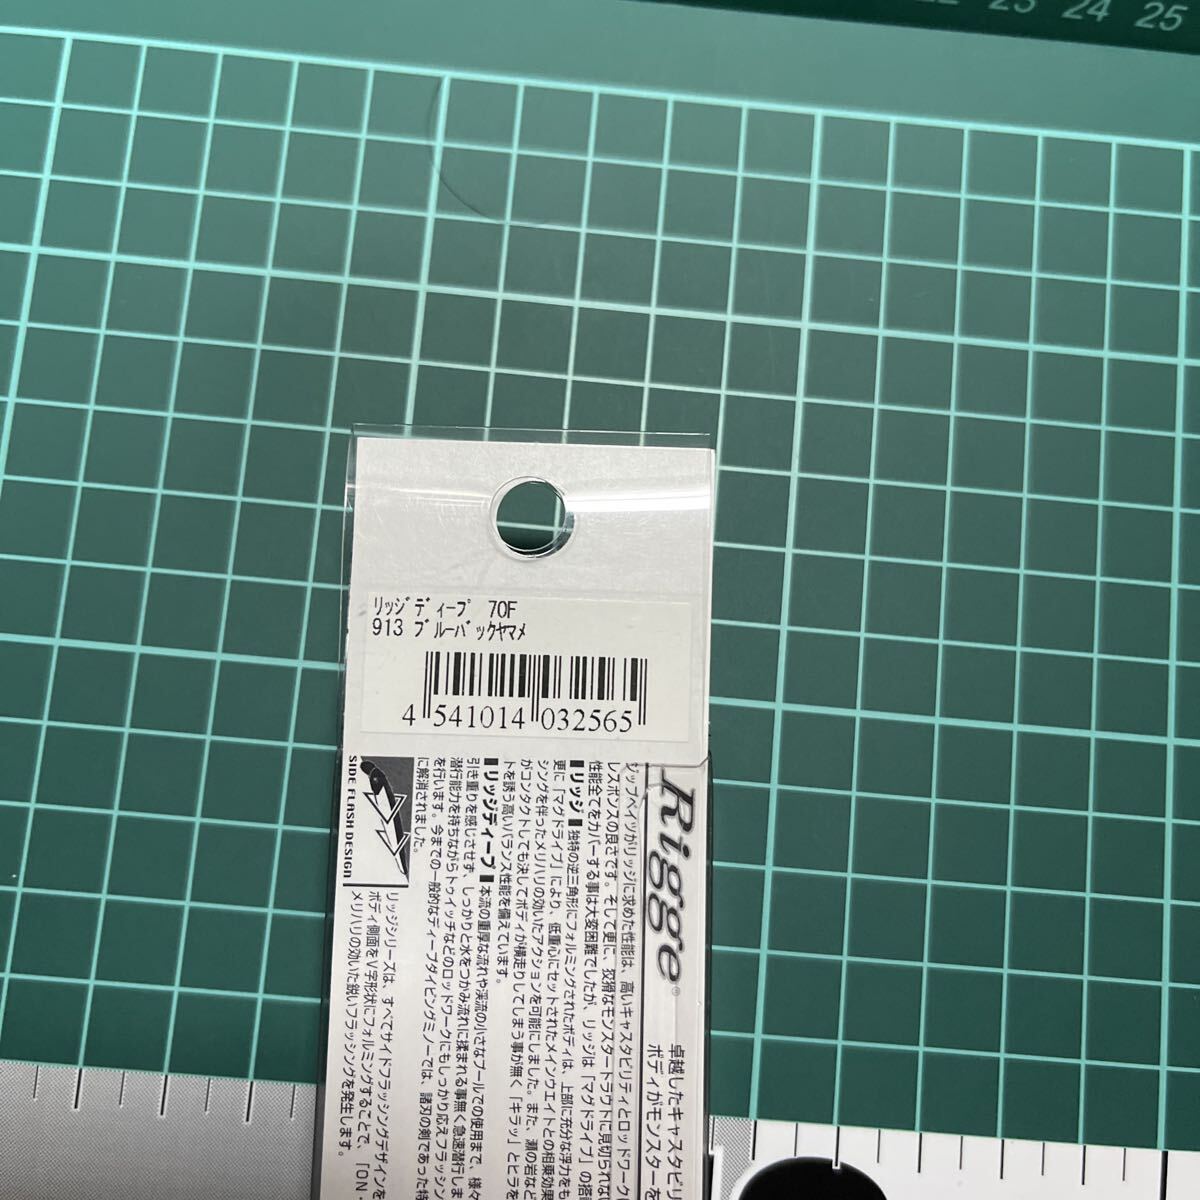 23 24 25
リッジディープ 70F
913 ブルーバックヤマメ
4 541014 032565
Rigge®
卓越したキャスタビリ
ボディがモンスターを
ジップベイツがリッジに求めた性能は、高いキャスタビリティとロッドワーク
レスポンスの良さです。そして更に、狡猾なモンスタートラウトに見切られな
性能全てをカバーする事は大変困難でしたが、リッジは「マグドライブ」の搭
■リッジ■ 独特の逆三角形にフォルミングされたボディは、上部に充分な浮力をも
更に「マグドライブ」により、低重心にセットされたメインウエイトとの相乗効果
シングを伴ったメリハリの効いたアクションを可能にしました。また、瀬の岩など
がコンタクトしても決してボディが横走りしてしまう事が無く「キラッ」とヒラを
トを誘う高いバランス性能を備えています。
■リッジディープ■ 本流の重厚な流れや渓流の小さなプールでの使用まで、様々
引き重りを感じさせず、しっかりと水をつかみ流れに揉まれる事無く急速潜行しま
潜行能力を持ちながらトゥイッチなどのロッドワークにもしっかり応えフラッシン
を行います。今までの一般的なディープダイビングミノーでは、諸刃の剣であった特
に解消されました。
SIDE FLASH DESIGN
リッジシリーズは、すべてサイドフラッシングデザインを
ボディ側面をV字形状にフォルミングすることで、「ON・
メリハリの効いた鋭いフラッシングを発生します。